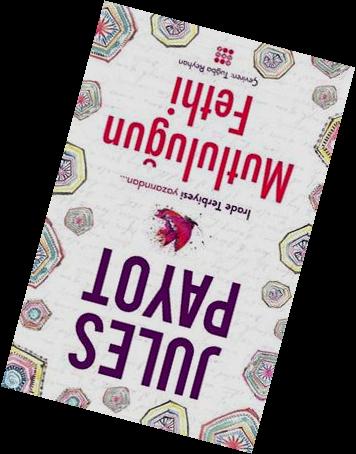 JULES
PAYOT
İrade Terbiyesi yazarından...
Mutluluğun
Fethi
Çeviren: Tuğba Reyhan